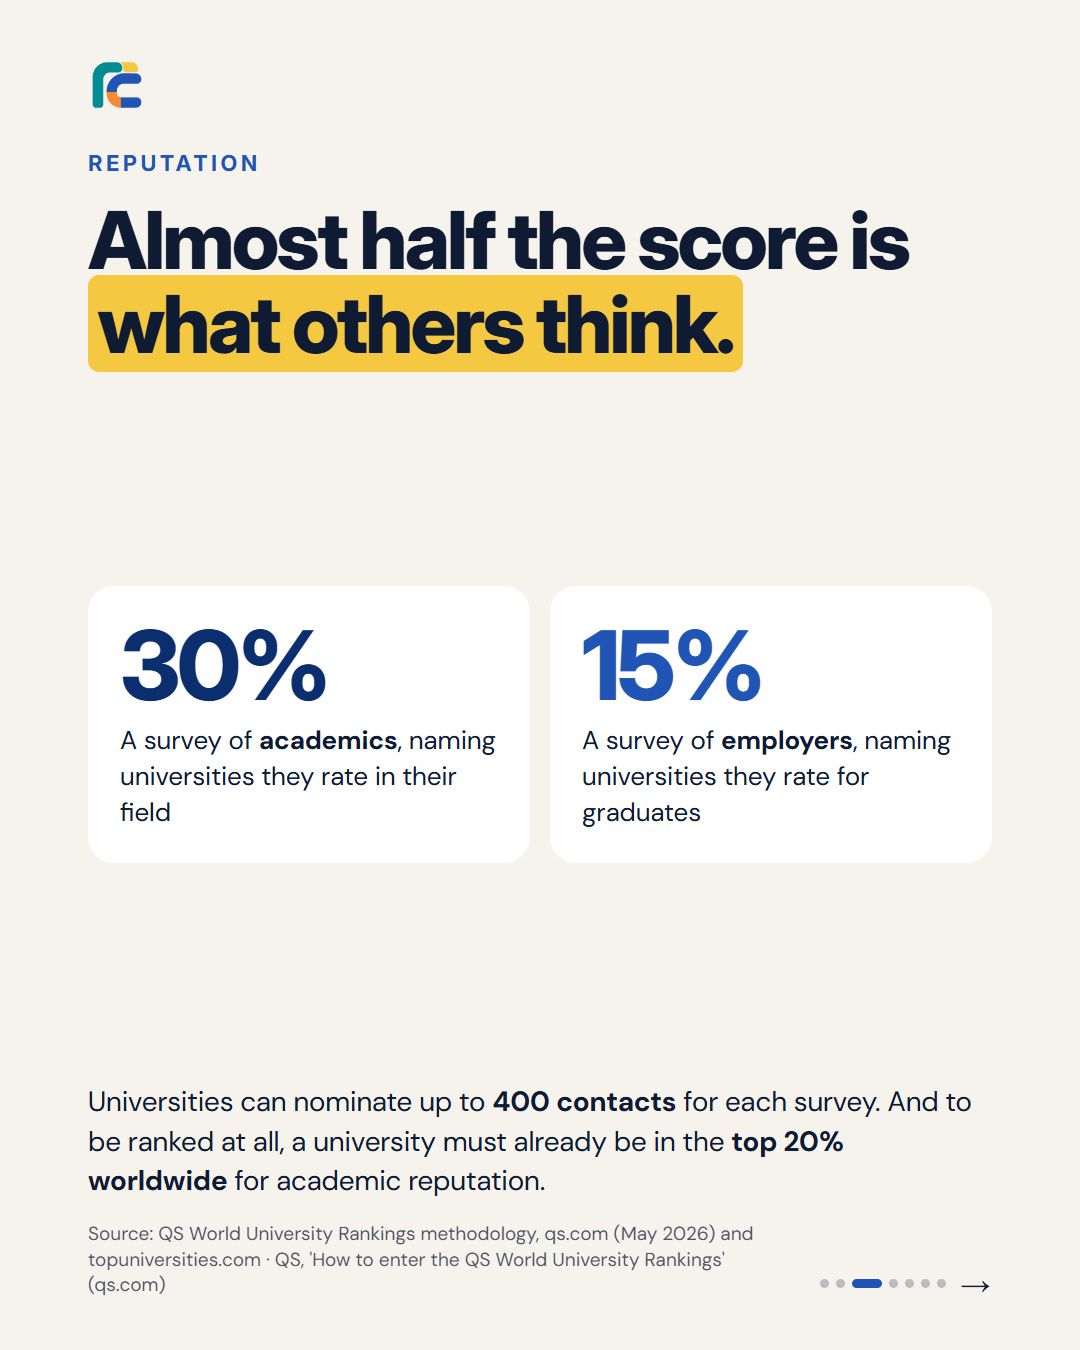 REPUTATION
Almost half the score is
what others think.
30%
A survey of academics, naming
universities they rate in their
field
15%
A survey of employers, naming
universities they rate for
graduates
Universities can nominate up to 400 contacts for each survey. And to
be ranked at all, a university must already be in the top 20%
worldwide for academic reputation.
Source: QS World University Rankings methodology, qs.com (May 2026) and
topuniversities.com · QS, 'How to enter the QS World University Rankings'
(qs.com)
→